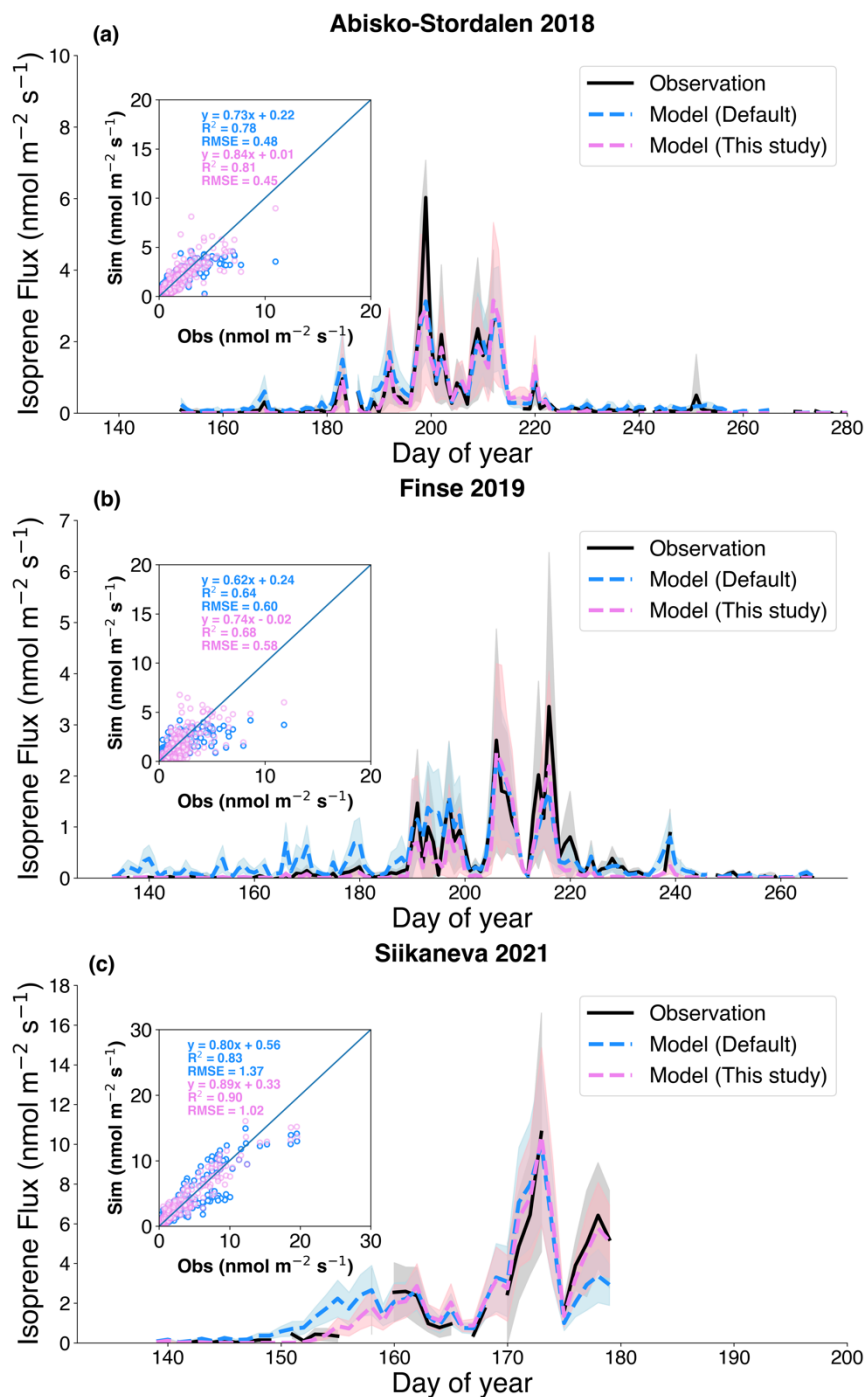 (a)
Abisko-Stordalen 2018
Isoprene Flux (nmol m⁻² s⁻¹)
10
8
6
4
2
0
140 160 180 200 220 240 260 280
Day of year
Observation
Model (Default)
Model (This study)
Sim (nmol m⁻² s⁻¹)
20
15
10
5
0
y = 0.73x + 0.22
R² = 0.78
RMSE = 0.48
y = 0.84x + 0.01
R² = 0.81
RMSE = 0.45
0 10 20
Obs (nmol m⁻² s⁻¹)
(b)
Finse 2019
Isoprene Flux (nmol m⁻² s⁻¹)
7
6
5
4
3
2
1
0
140 160 180 200 220 240 260
Day of year
Observation
Model (Default)
Model (This study)
Sim (nmol m⁻² s⁻¹)
20
15
10
5
0
y = 0.62x + 0.24
R² = 0.64
RMSE = 0.60
y = 0.74x - 0.02
R² = 0.68
RMSE = 0.58
0 10 20
Obs (nmol m⁻² s⁻¹)
(c)
Siikaneva 2021
Isoprene Flux (nmol m⁻² s⁻¹)
18
16
14
12
10
8
6
4
2
0
140 150 160 170 180 190 200
Day of year
Observation
Model (Default)
Model (This study)
Sim (nmol m⁻² s⁻¹)
30
20
10
0
y = 0.80x + 0.56
R² = 0.83
RMSE = 1.37
y = 0.89x + 0.33
R² = 0.90
RMSE = 1.02
0 10 20 30
Obs (nmol m⁻² s⁻¹)